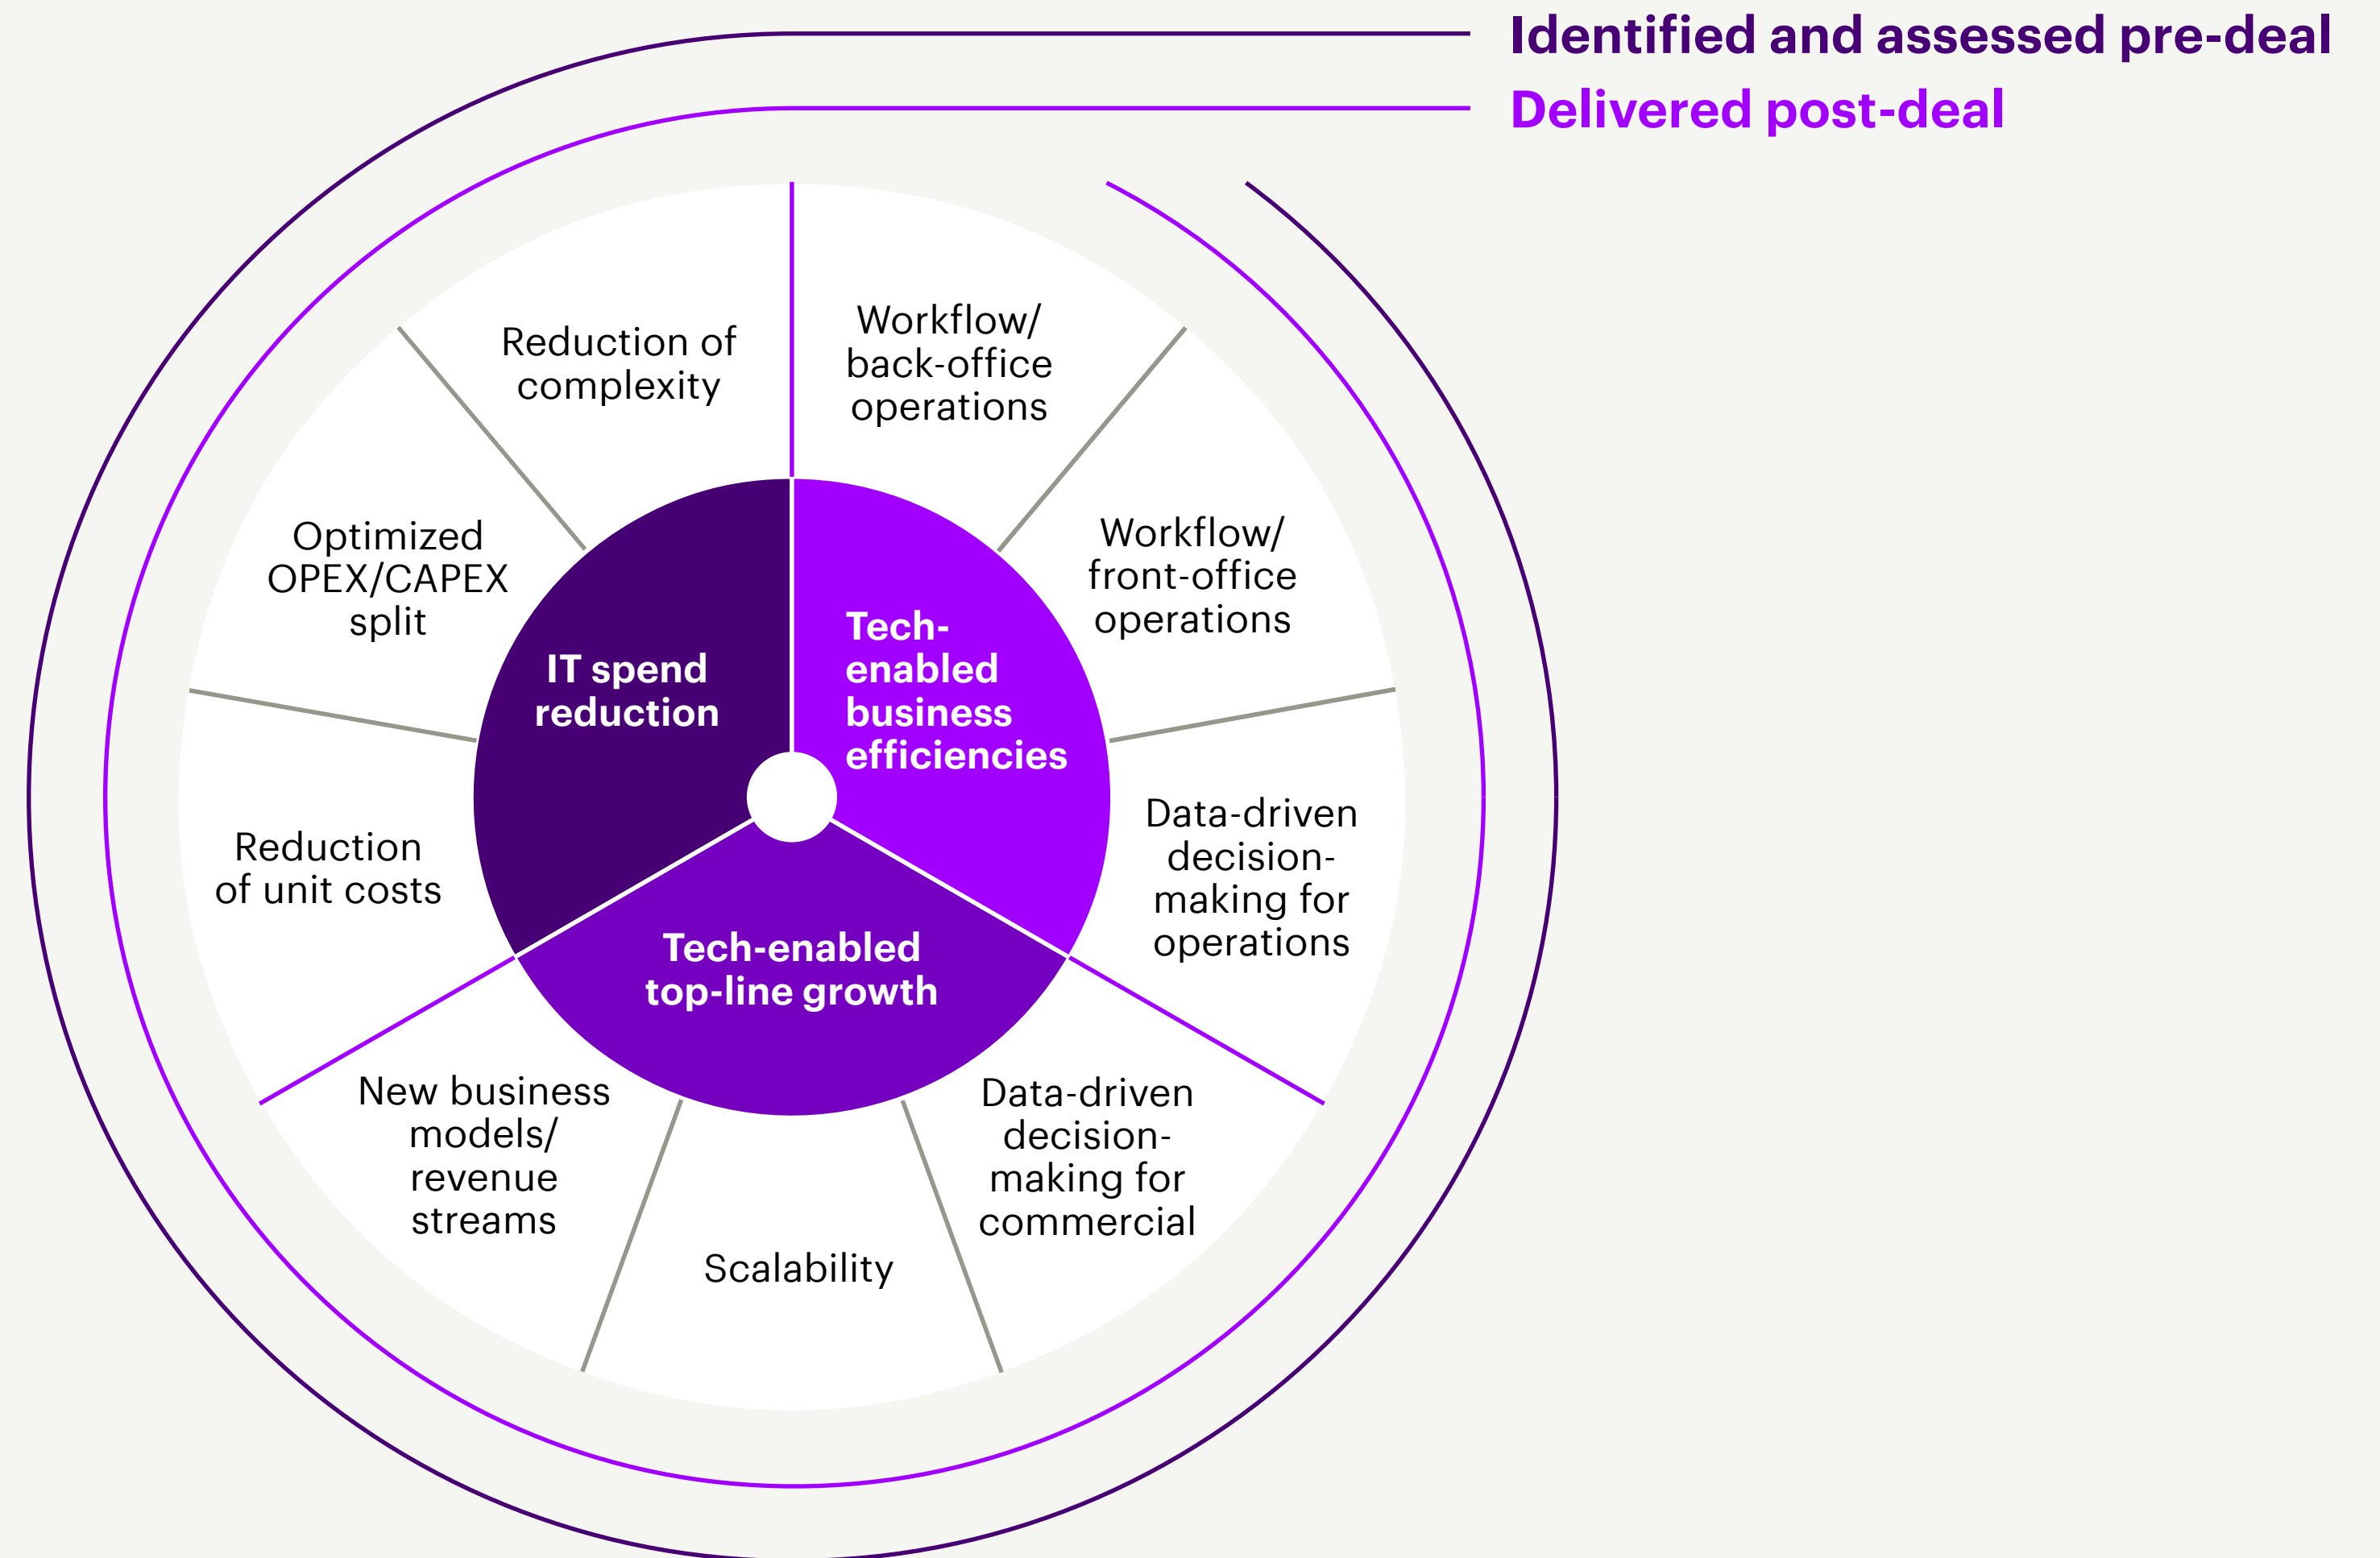 Identified and assessed pre-deal
Delivered post-deal
Reduction of
complexity
Workflow/
back-office
operations
Optimized
OPEX/CAPEX
split
Workflow/
front-office
operations
IT spend
reduction
Tech-
enabled
business
efficiencies
Reduction
of unit costs
Data-driven
decision-
making for
operations
Tech-enabled
top-line growth
New business
models/
revenue
streams
Scalability
Data-driven
decision-
making for
commercial